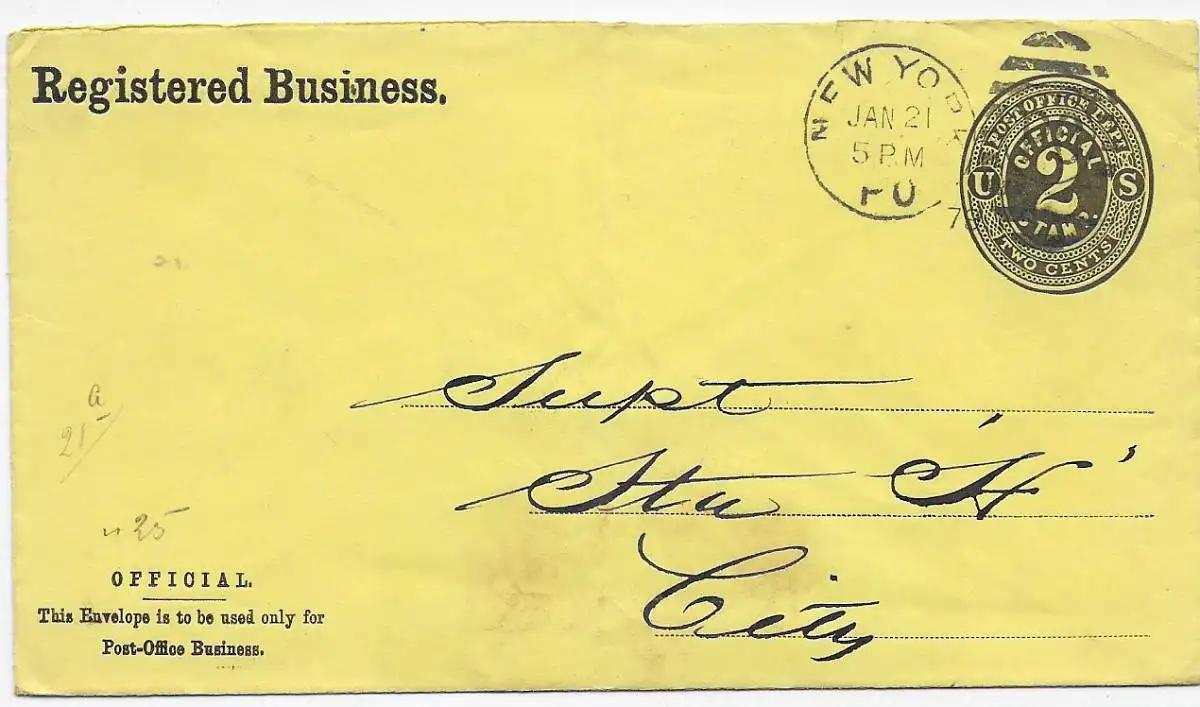 Registered Business.
NEW YORK
JAN 21
5 P.M
P O
POST OFFICE DEPT
OFFICIAL
U 2 S
STAMP.
TWO CENTS
Supt
Sta 'H'
City
a
21
25
OFFICIAL.
This Envelope is to be used only for
Post-Office Business.